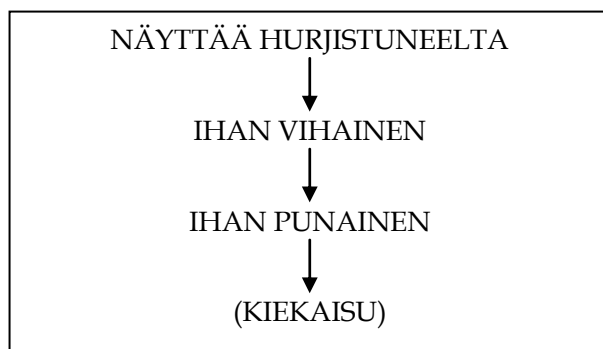 NÄYTTÄÄ HURJISTUNEELTA
IHAN VIHAINEN
IHAN PUNAINEN
(KIEKAISU)